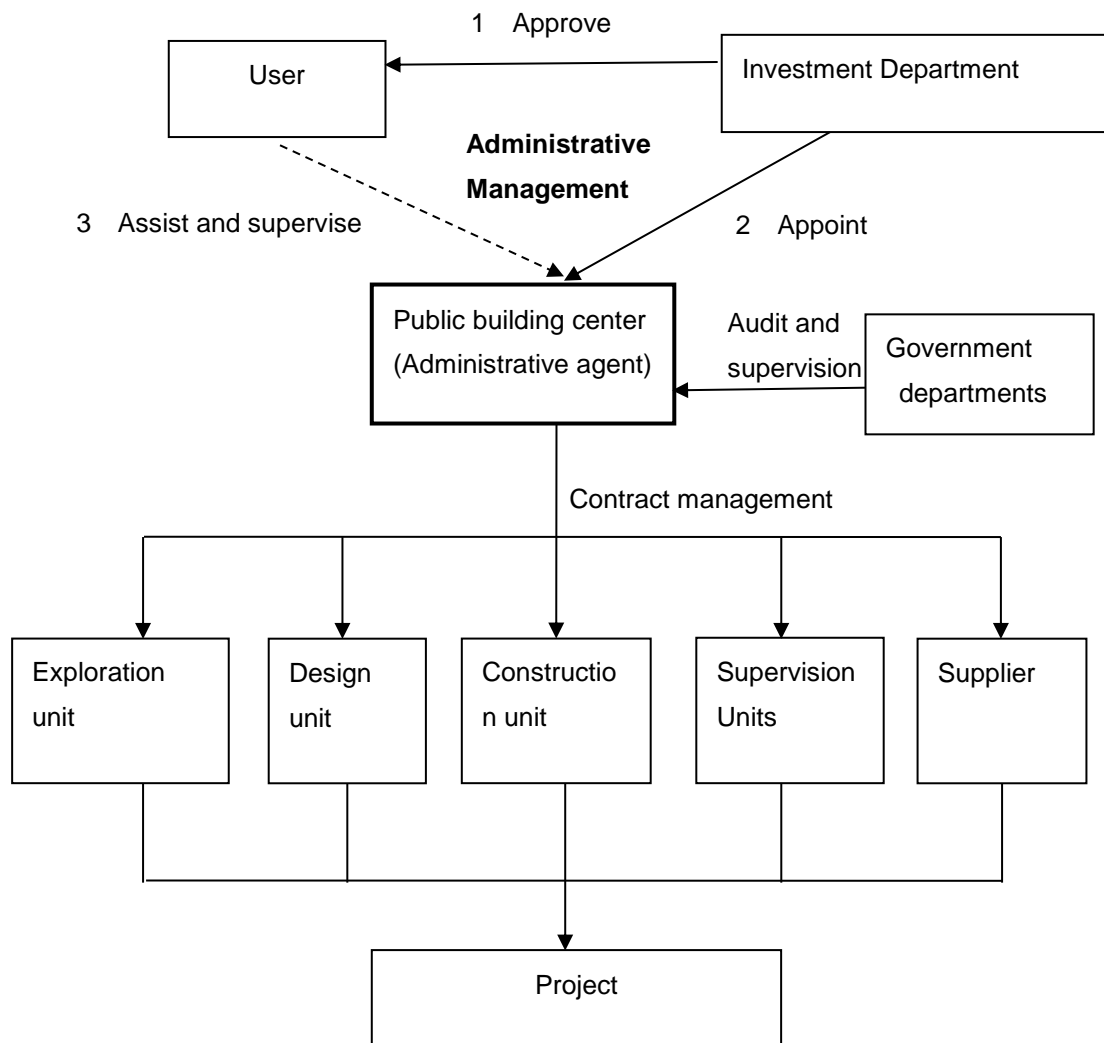 1 Approve
User
Investment Department
Administrative
Management
3 Assist and supervise
2 Appoint
Public building center
(Administrative agent)
Audit and
supervision
Government
departments
Contract management
Exploration
unit
Design
unit
Constructio
n unit
Supervision
Units
Supplier
Project